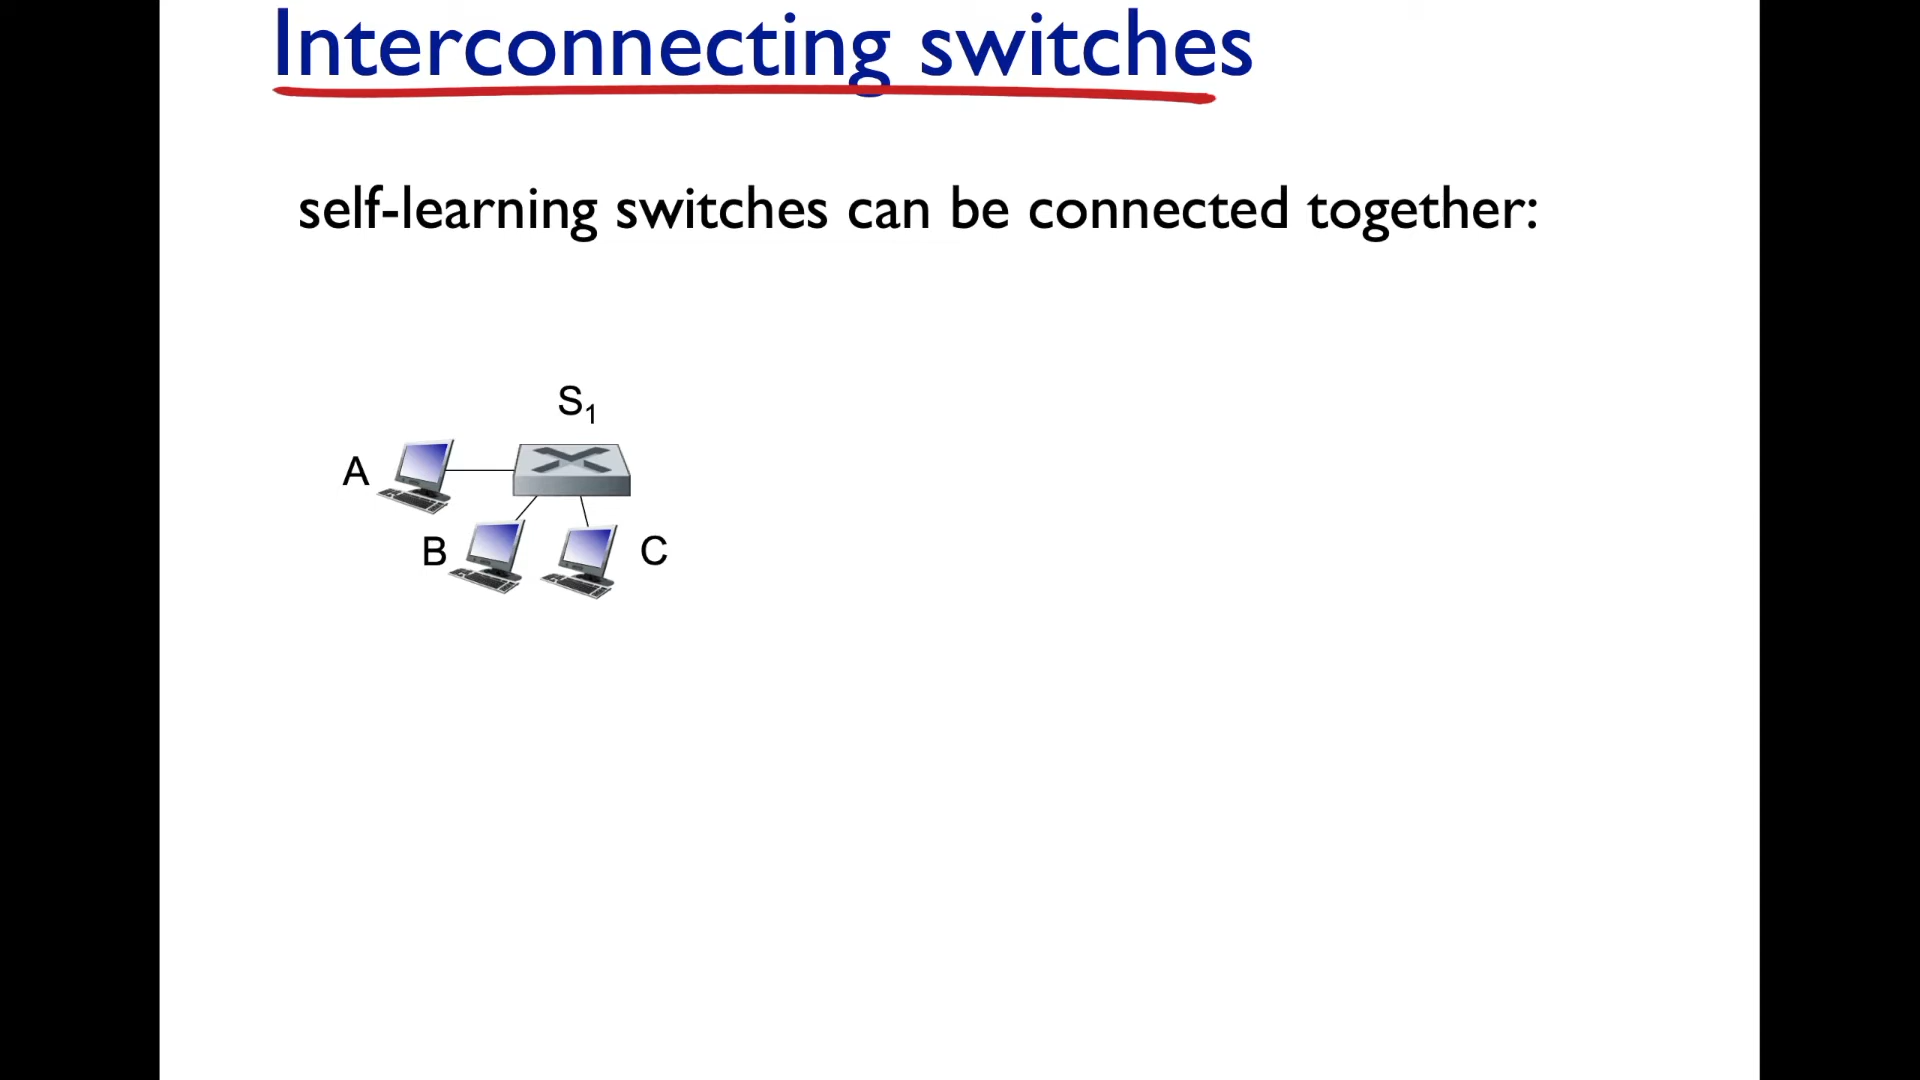 Interconnecting switches
self-learning switches can be connected together:
S1
A
B
C